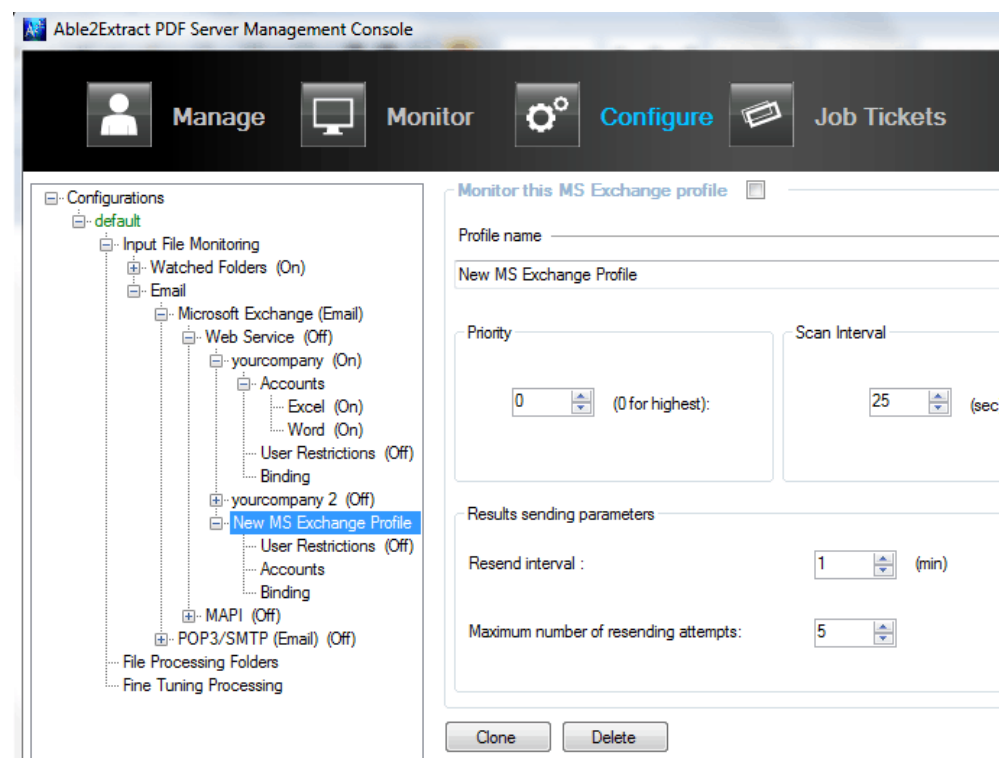 Able2Extract PDF Server Management Console
Manage
Monitor
Configure
Job Tickets
Configurations
default
Input File Monitoring
Watched Folders (On)
Email
Microsoft Exchange (Email)
Web Service (Off)
yourcompany (On)
Accounts
Excel (On)
Word (On)
User Restrictions (Off)
Binding
yourcompany 2 (Off)
New MS Exchange Profile
User Restrictions (Off)
Accounts
Binding
MAPI (Off)
POP3/SMTP (Email) (Off)
File Processing Folders
Fine Tuning Processing
Monitor this MS Exchange profile
Profile name
New MS Exchange Profile
Priority
0 (0 for highest):
Scan Interval
25 (sec
Results sending parameters
Resend interval : 1 (min)
Maximum number of resending attempts: 5
Clone Delete